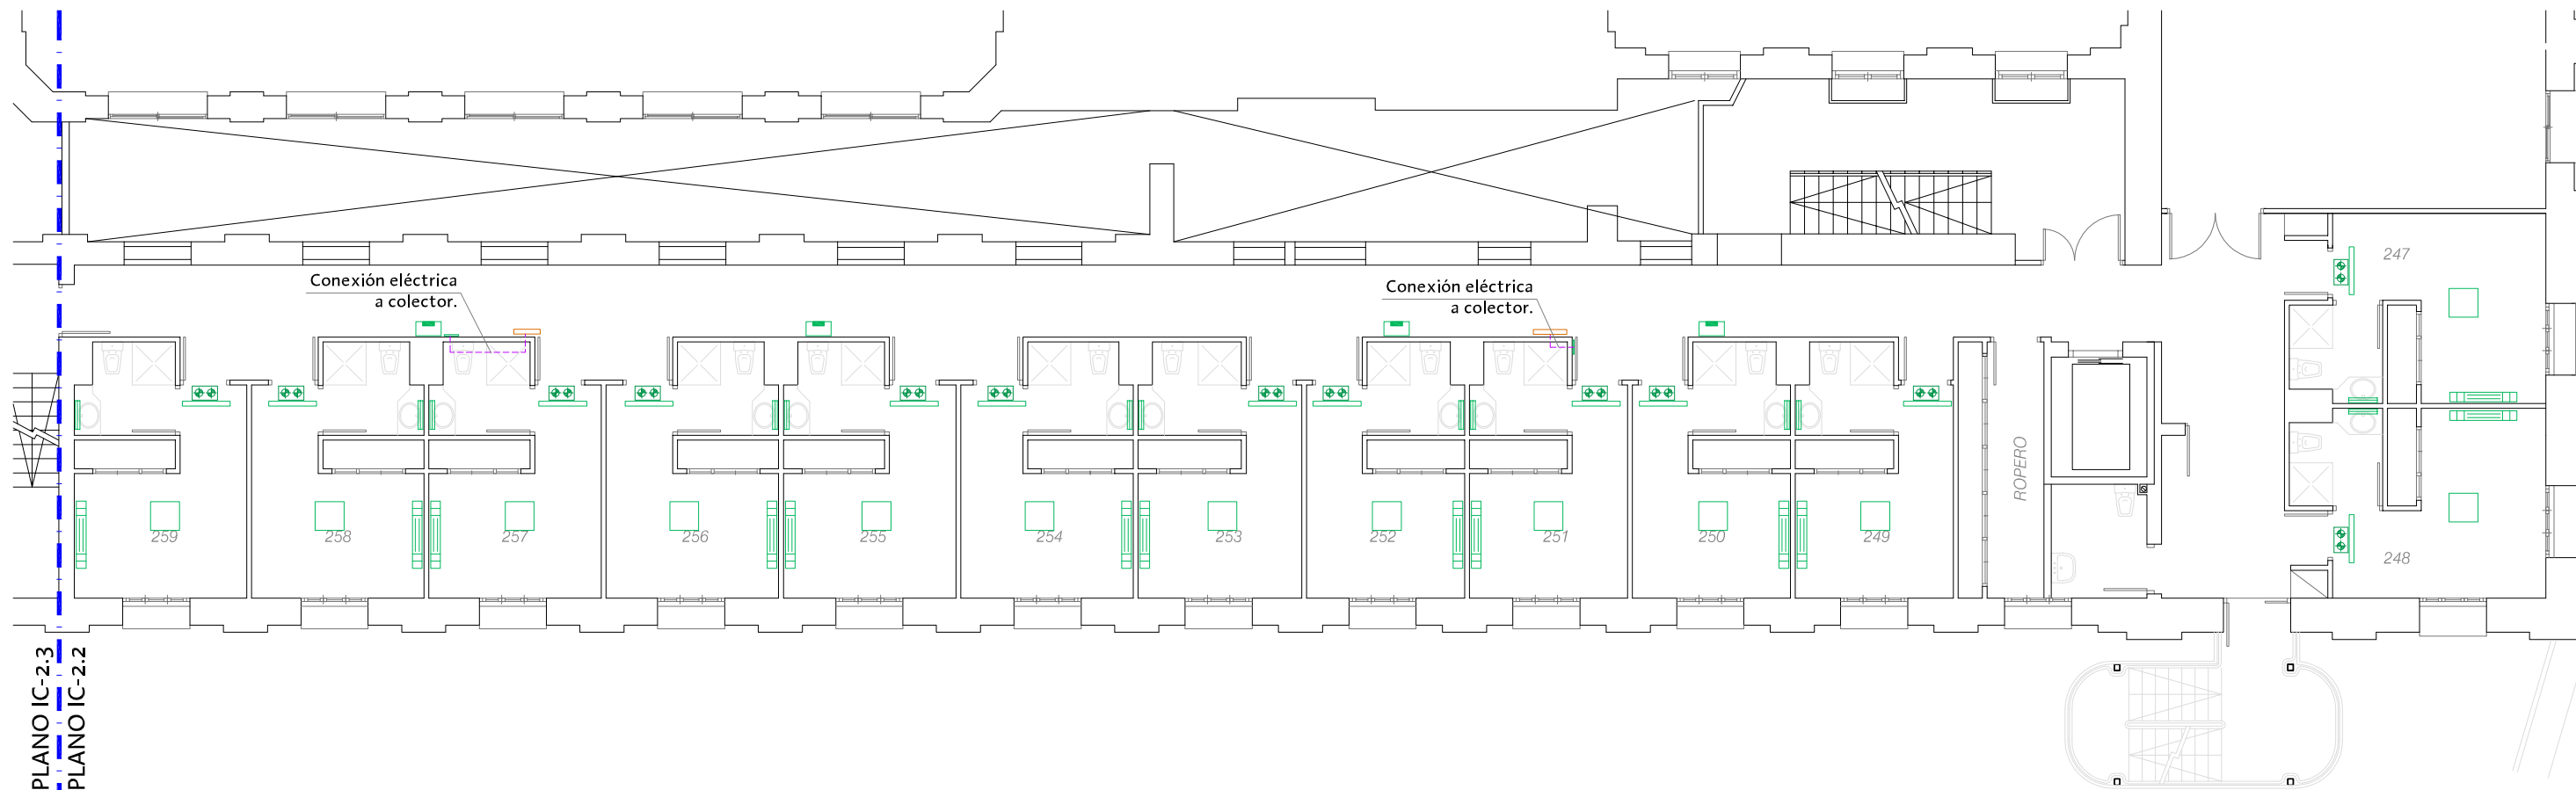 Conexión eléctrica
a colector.
Conexión eléctrica
a colector.
247
259
258
257
256
255
254
253
252
251
250
249
ROPERO
248
PLANO IC-2.3
PLANO IC-2.2